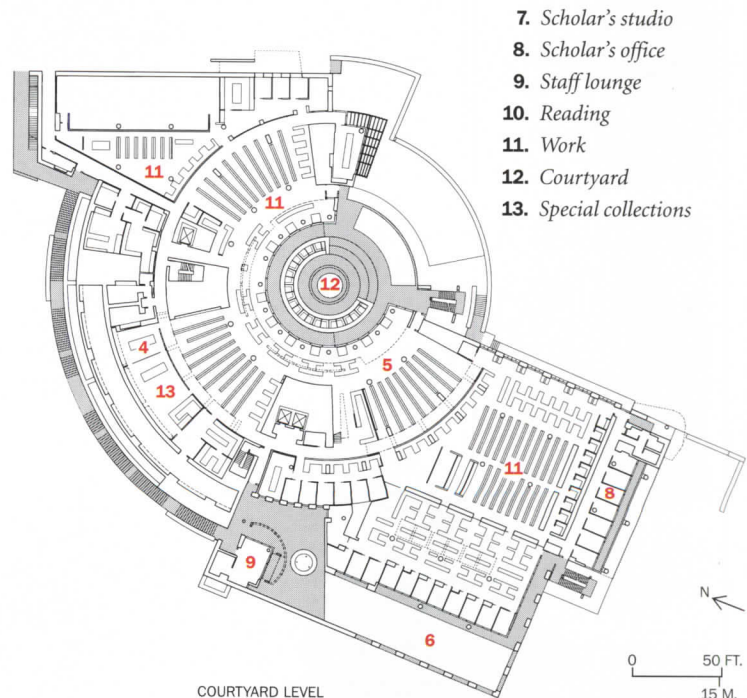 7. Scholar's studio
8. Scholar's office
9. Staff lounge
10. Reading
11. Work
12. Courtyard
13. Special collections
11
11
12
4
5
13
11
8
9
6
N
0 50 FT.
15 M.
COURTYARD LEVEL